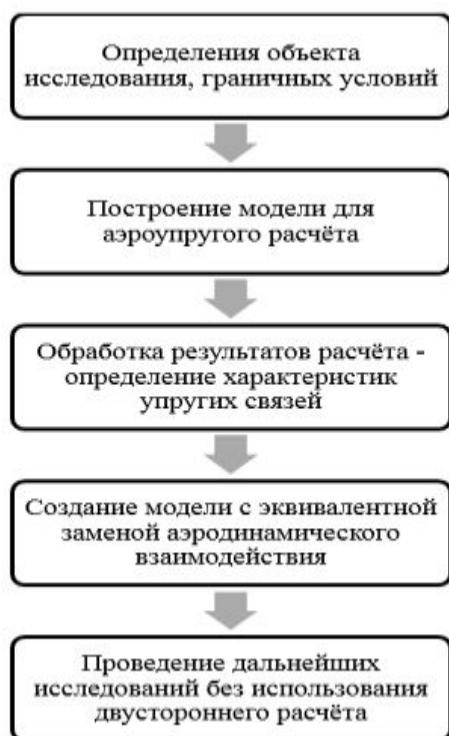 Определения объекта
исследования, граничных условий
Построение модели для
аэроупругого расчёта
Обработка результатов расчёта -
определение характеристик
упругих связей
Создание модели с эквивалентной
заменой аэродинамического
взаимодействия
Проведение дальнейших
исследований без использования
двустороннего расчёта